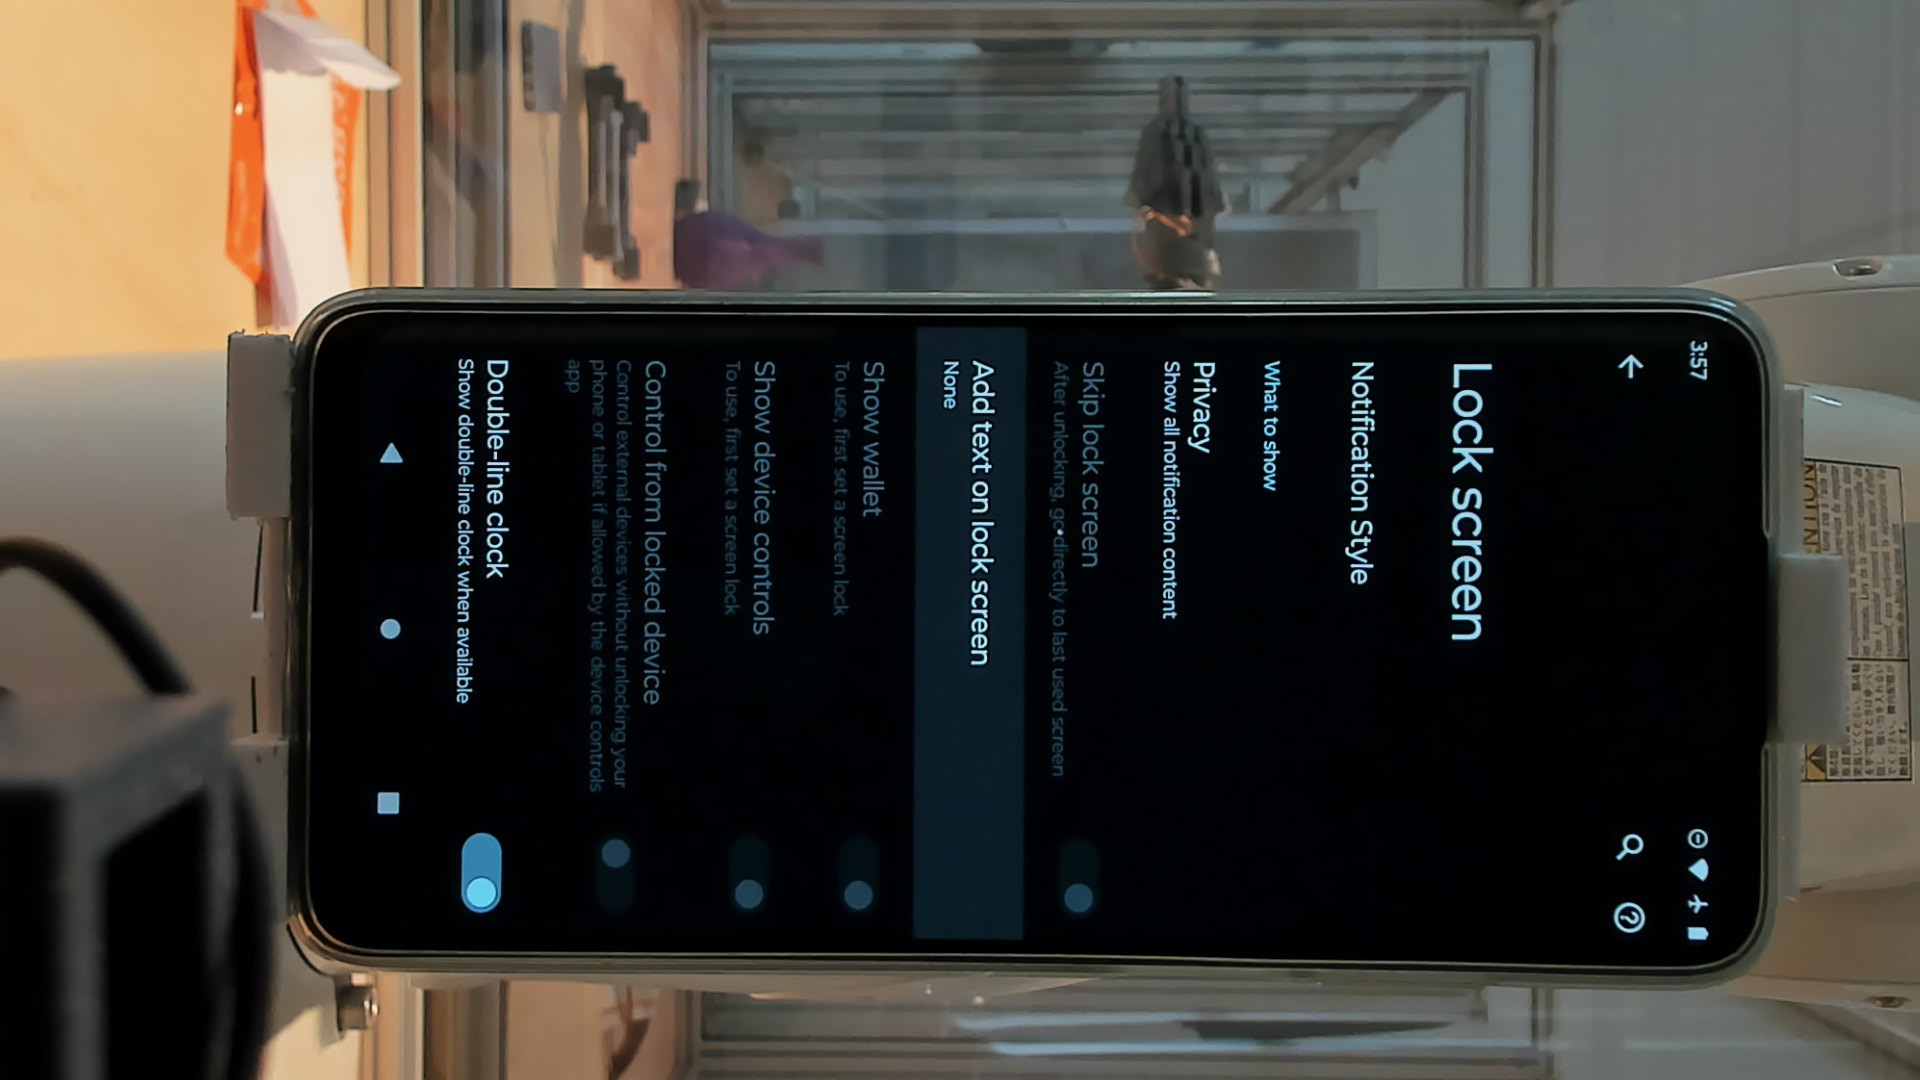 3:57
Lock screen
Notification Style
What to show
Privacy
Show all notification content
Skip lock screen
After unlocking, go directly to last used screen
Add text on lock screen
None
Show wallet
To use, first set a screen lock
Show device controls
To use, first set a screen lock
Control from locked device
Control external devices without unlocking your
phone or tablet if allowed by the device controls
app
Double-line clock
Show double-line clock when available